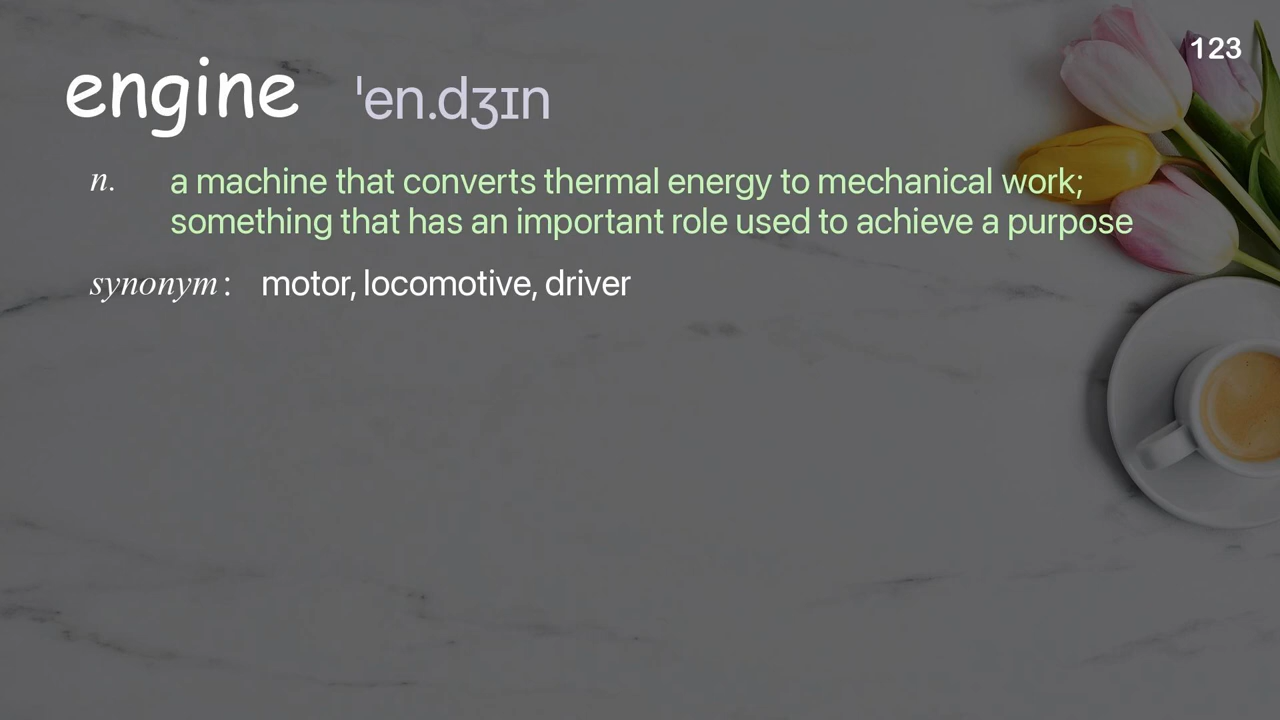 123
engine ˈen.dʒɪn
n. a machine that converts thermal energy to mechanical work;
something that has an important role used to achieve a purpose
synonym: motor, locomotive, driver